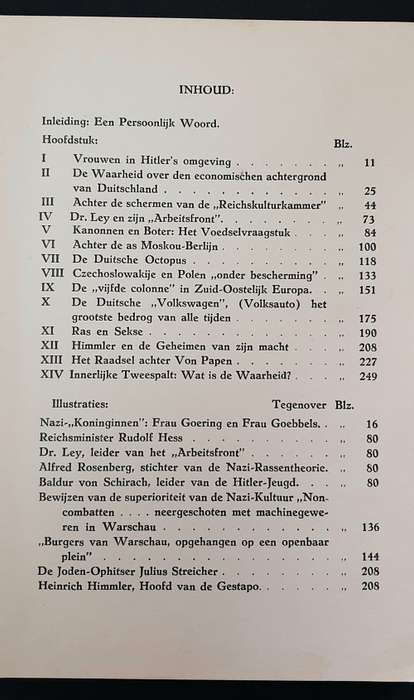 INHOUD:
Inleiding: Een Persoonlijk Woord.
Hoofdstuk: Blz.
I Vrouwen in Hitler's omgeving . . . . . . . ,, 11
II De Waarheid over den economischen achtergrond
van Duitschland . . . . . . . . . . . . ,, 25
III Achter de schermen van de „Reichskulturkammer" ,, 44
IV Dr. Ley en zijn „Arbeitsfront". . . . . . . . ,, 73
V Kanonnen en Boter: Het Voedselvraagstuk . . . ,, 84
VI Achter de as Moskou-Berlijn . . . . . . . . ,, 100
VII De Duitsche Octopus . . . . . . . . . . ,, 118
VIII Czechoslowakije en Polen „onder bescherming" . ,, 133
IX De „vijfde colonne" in Zuid-Oostelijk Europa. . . ,, 151
X De Duitsche „Volkswagen", (Volksauto) het
grootste bedrog van alle tijden . . . . . . . ,, 175
XI Ras en Sekse . . . . . . . . . . . . . ,, 190
XII Himmler en de Geheimen van zijn macht . . . . ,, 208
XIII Het Raadsel achter Von Papen . . . . . . . ,, 227
XIV Innerlijke Tweespalt: Wat is de Waarheid? . . . ,, 249
Illustraties: Tegenover Blz.
Nazi-„Koninginnen": Frau Goering en Frau Goebbels. . ,, 16
Reichsminister Rudolf Hess . . . . . . . . . ,, 80
Dr. Ley, leider van het „Arbeitsfront" . . . . . . ,, 80
Alfred Rosenberg, stichter van de Nazi-Rassentheorie. ,, 80
Baldur von Schirach, leider van de Hitler-Jeugd. . . . ,, 80
Bewijzen van de superioriteit van de Nazi-Kultuur „Non-
combatten . . . . neergeschoten met machinegewe-
ren in Warschau . . . . . . . . . . . . ,, 136
„Burgers van Warschau, opgehangen op een openbaar
plein" . . . . . . . . . . . . . . . ,, 144
De Joden-Ophitser Julius Streicher . . . . . . . ,, 208
Heinrich Himmler, Hoofd van de Gestapo. . . . . . ,, 208